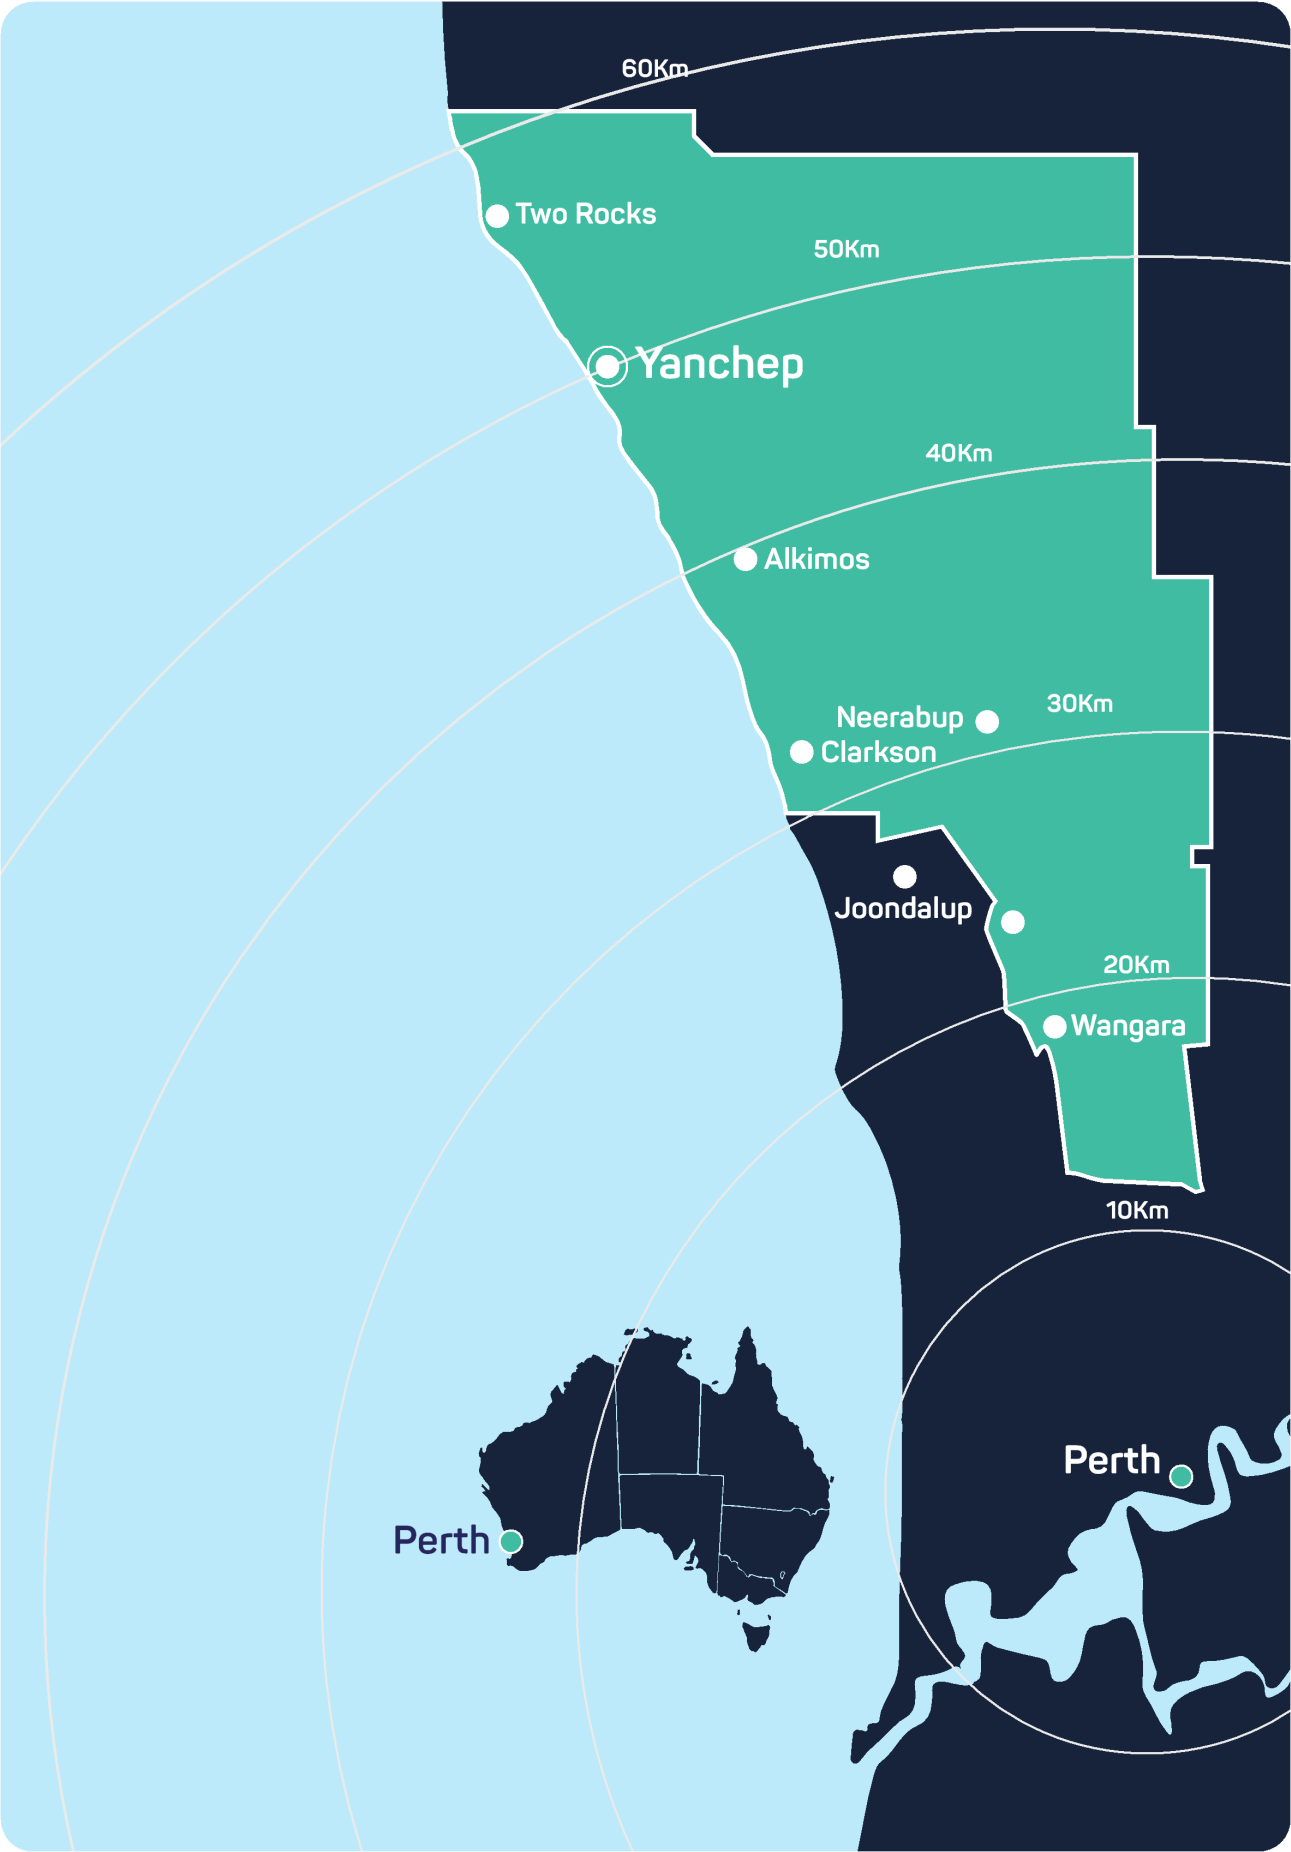 60Km
Two Rocks
50Km
Yanchep
40Km
Alkimos
30Km
Neerabup
Clarkson
Joondalup
20Km
Wangara
10Km
Perth
Perth